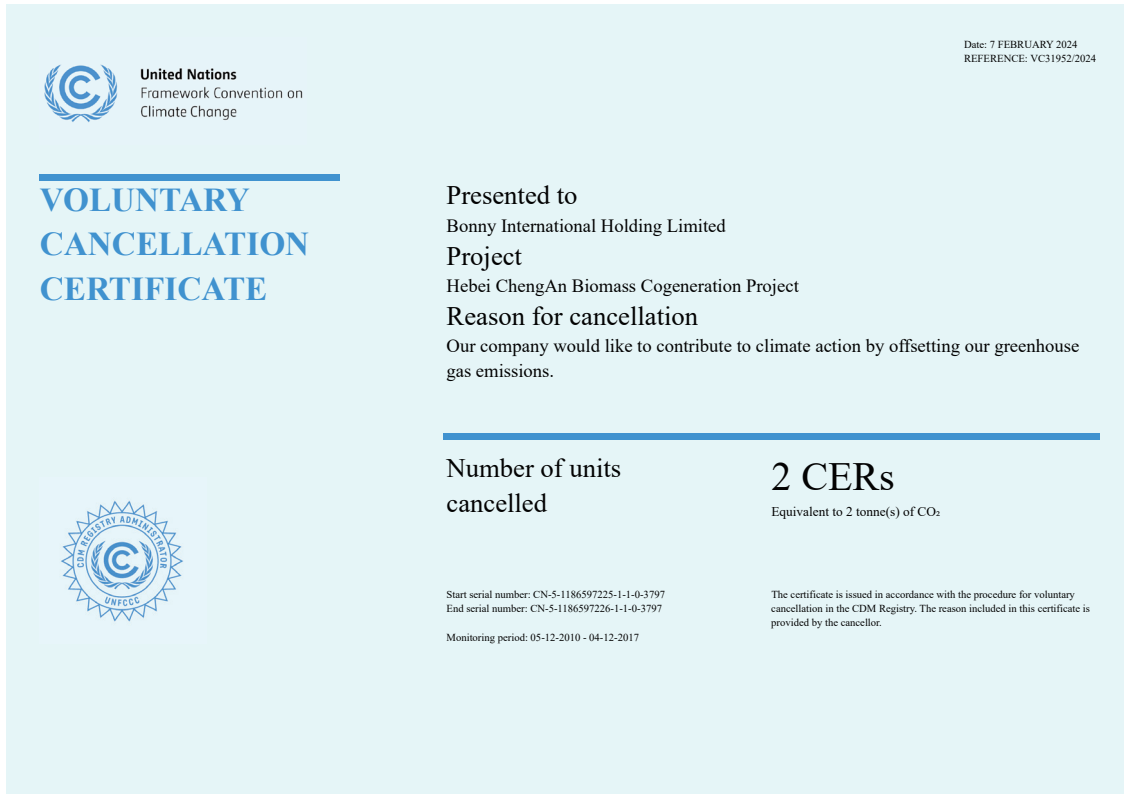 Date: 7 FEBRUARY 2024
REFERENCE: VC31952/2024
United Nations
Framework Convention on
Climate Change
VOLUNTARY
CANCELLATION
CERTIFICATE
Presented to
Bonny International Holding Limited
Project
Hebei ChengAn Biomass Cogeneration Project
Reason for cancellation
Our company would like to contribute to climate action by offsetting our greenhouse
gas emissions.
Number of units
cancelled
2 CERs
Equivalent to 2 tonne(s) of CO₂
CDM REGISTRY ADMINISTRATOR
UNFCCC
Start serial number: CN-5-1186597225-1-1-0-3797
End serial number: CN-5-1186597226-1-1-0-3797
Monitoring period: 05-12-2010 - 04-12-2017
The certificate is issued in accordance with the procedure for voluntary
cancellation in the CDM Registry. The reason included in this certificate is
provided by the cancellor.